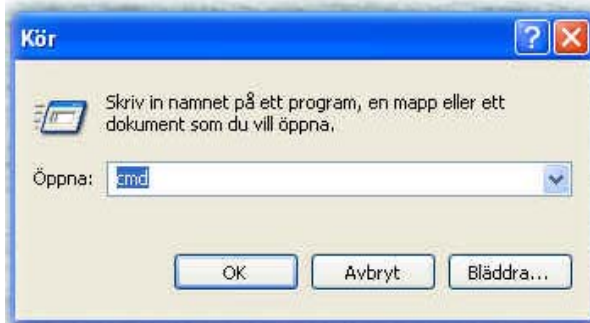 Kör
Skriv in namnet på ett program, en mapp eller ett
dokument som du vill öppna.
Öppna: cmd
OK Avbryt Bläddra...